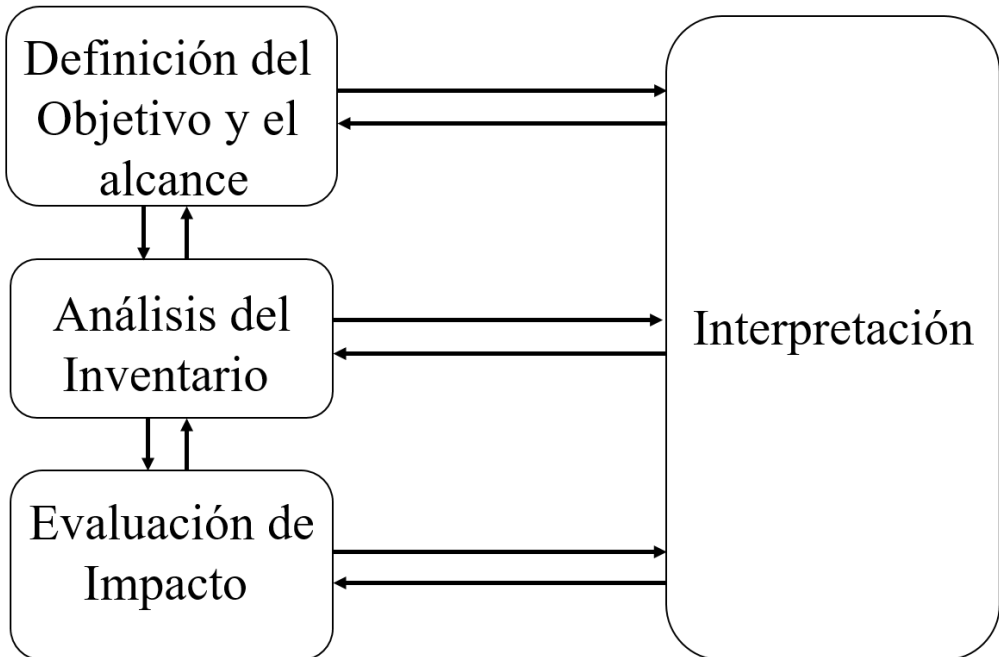 Definición del
Objetivo y el
alcance
Análisis del
Inventario
Evaluación de
Impacto
Interpretación